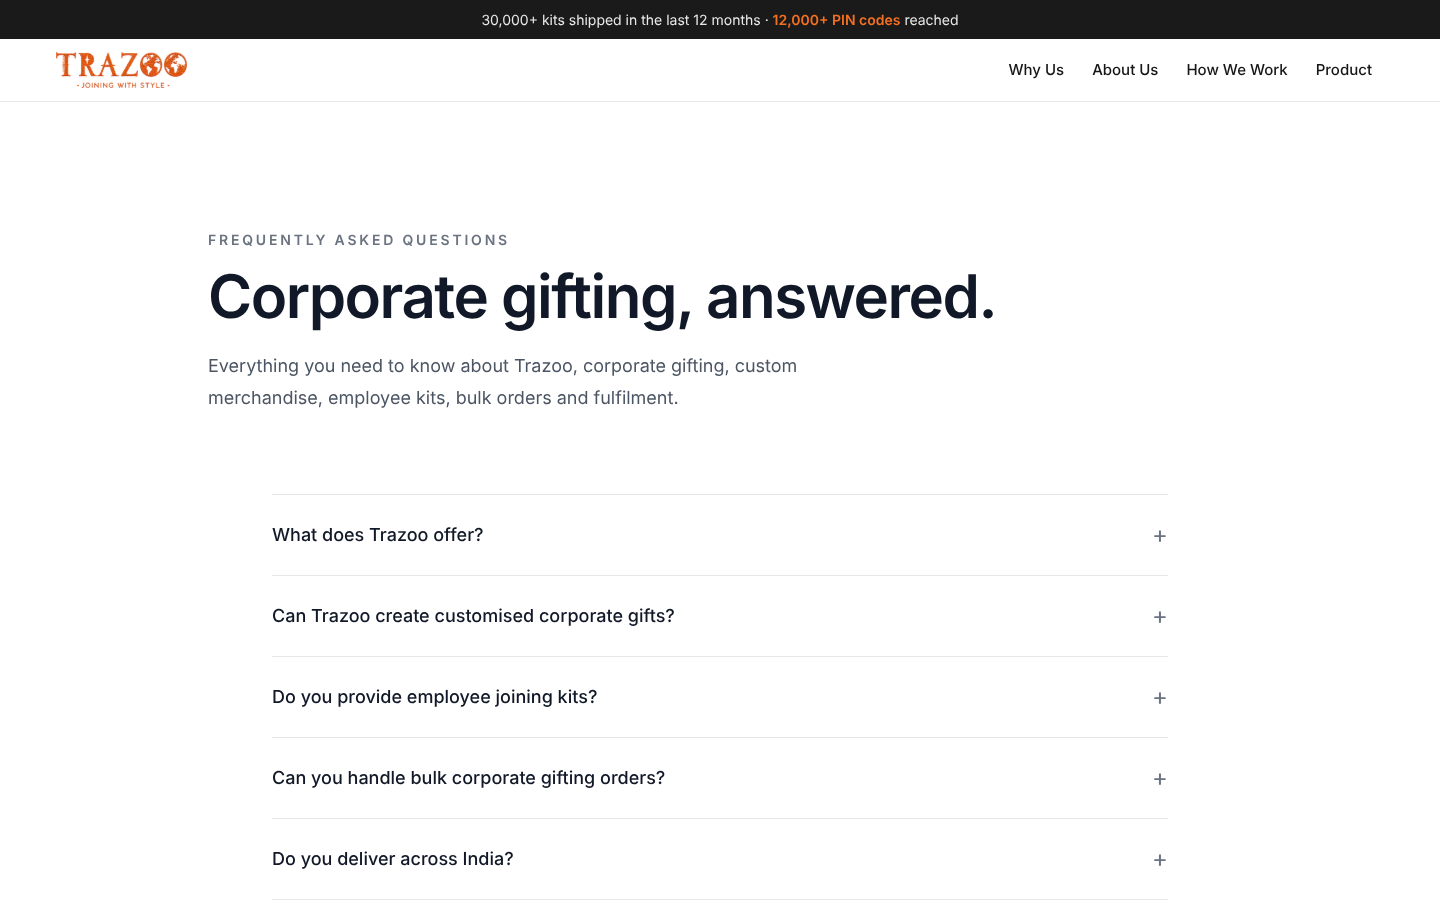 30,000+ kits shipped in the last 12 months · 12,000+ PIN codes reached
TRAZOO
• JOINING WITH STYLE •
Why Us
About Us
How We Work
Product
FREQUENTLY ASKED QUESTIONS
Corporate gifting, answered.
Everything you need to know about Trazoo, corporate gifting, custom
merchandise, employee kits, bulk orders and fulfilment.
What does Trazoo offer?
+
Can Trazoo create customised corporate gifts?
+
Do you provide employee joining kits?
+
Can you handle bulk corporate gifting orders?
+
Do you deliver across India?
+